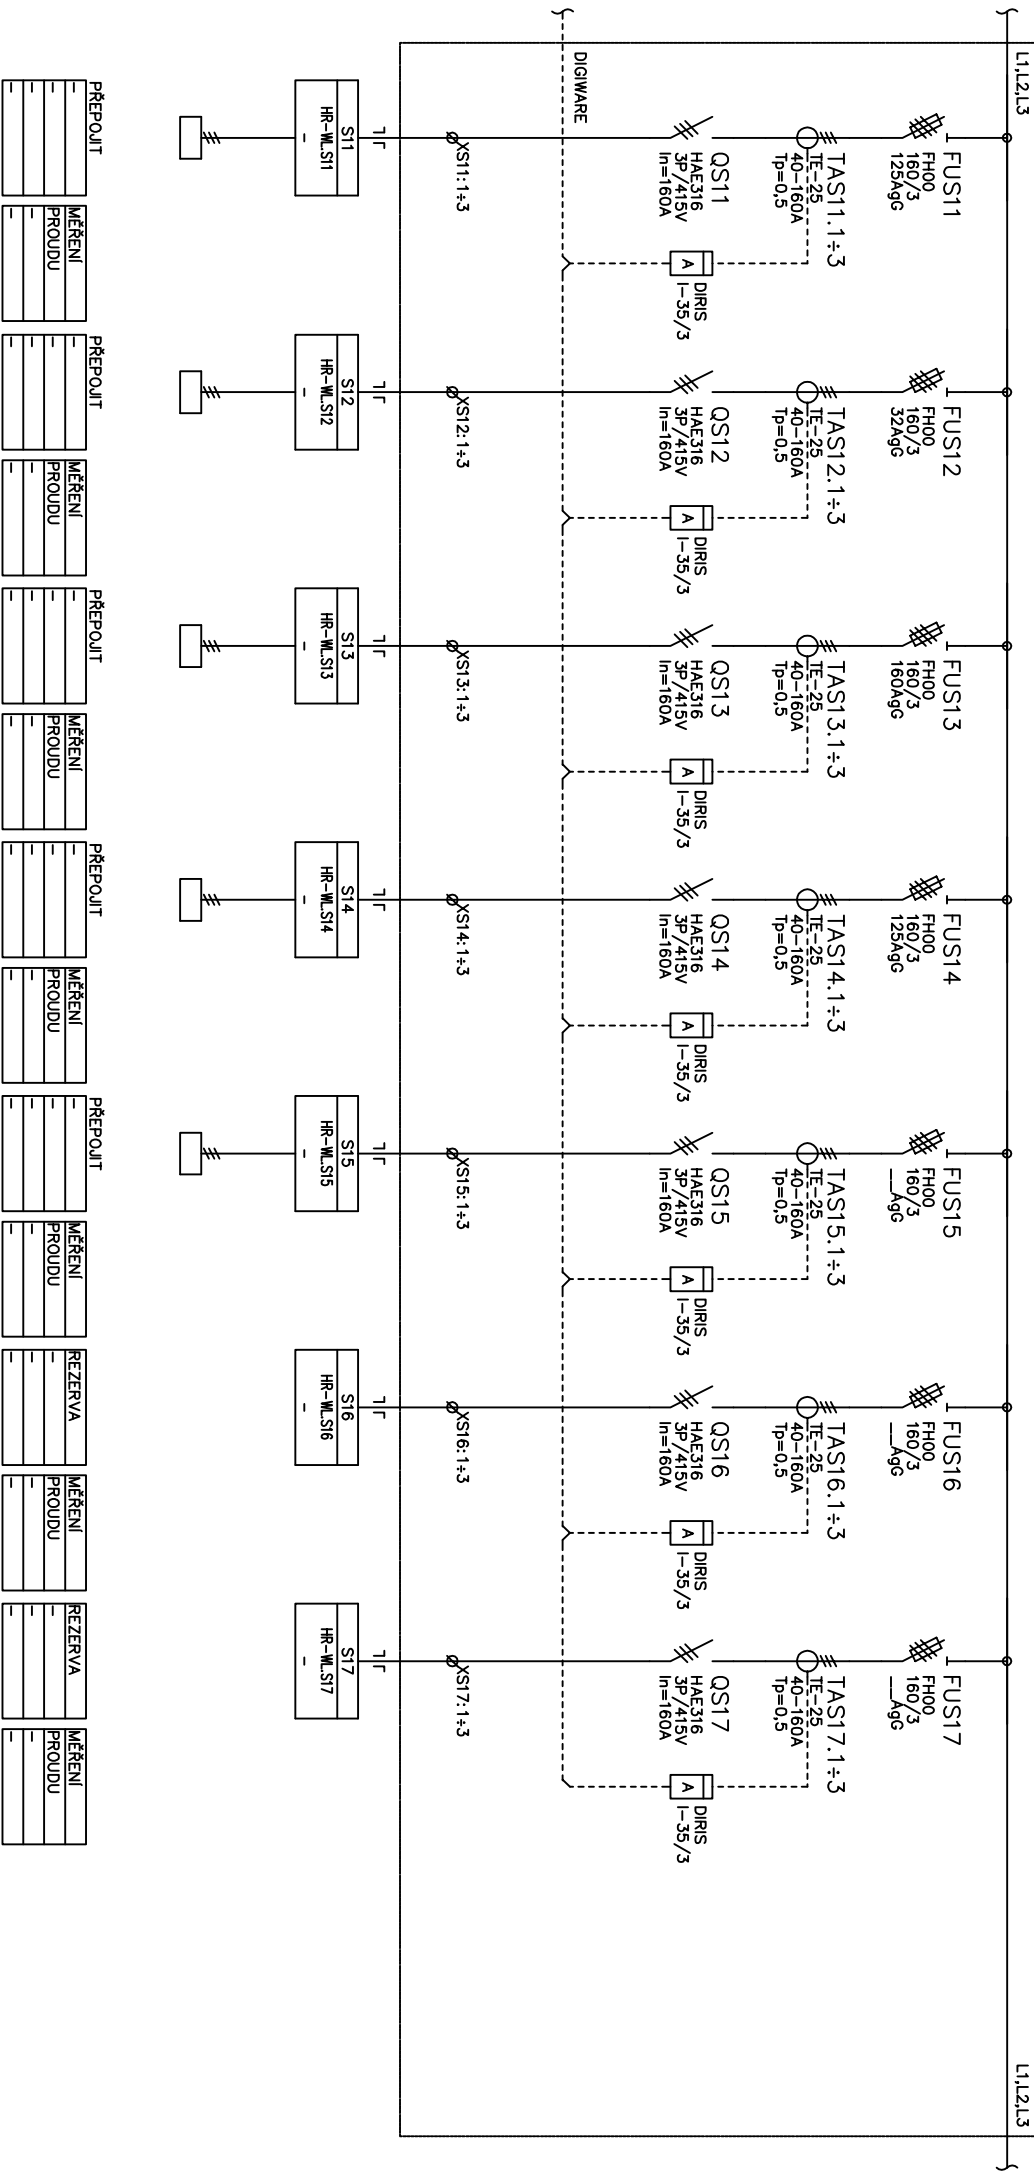 L1,L2,L3
L1,L2,L3
FUS11
FH00
160/3
125AgG
TAS11.1÷3
TE-25
40-160A
Tp=0,5
QS11
HAE316
3P/415V
In=160A
DIRIS
I-35/3
A
DIGIWARE
XS11:1÷3
S11
HR-WL.S11
-
PŘEPOJIT
-
-
-
-
MĚŘENÍ
PROUDU
-
-
FUS12
FH00
160/3
32AgG
TAS12.1÷3
TE-25
40-160A
Tp=0,5
QS12
HAE316
3P/415V
In=160A
DIRIS
I-35/3
A
XS12:1÷3
S12
HR-WL.S12
-
PŘEPOJIT
-
-
-
-
MĚŘENÍ
PROUDU
-
-
FUS13
FH00
160/3
160AgG
TAS13.1÷3
TE-25
40-160A
Tp=0,5
QS13
HAE316
3P/415V
In=160A
DIRIS
I-35/3
A
XS13:1÷3
S13
HR-WL.S13
-
PŘEPOJIT
-
-
-
-
MĚŘENÍ
PROUDU
-
-
FUS14
FH00
160/3
125AgG
TAS14.1÷3
TE-25
40-160A
Tp=0,5
QS14
HAE316
3P/415V
In=160A
DIRIS
I-35/3
A
XS14:1÷3
S14
HR-WL.S14
-
PŘEPOJIT
-
-
-
-
MĚŘENÍ
PROUDU
-
-
FUS15
FH00
160/3
__AgG
TAS15.1÷3
TE-25
40-160A
Tp=0,5
QS15
HAE316
3P/415V
In=160A
DIRIS
I-35/3
A
XS15:1÷3
S15
HR-WL.S15
-
PŘEPOJIT
-
-
-
-
MĚŘENÍ
PROUDU
-
-
FUS16
FH00
160/3
__AgG
TAS16.1÷3
TE-25
40-160A
Tp=0,5
QS16
HAE316
3P/415V
In=160A
DIRIS
I-35/3
A
XS16:1÷3
S16
HR-WL.S16
-
REZERVA
-
-
-
MĚŘENÍ
PROUDU
-
-
FUS17
FH00
160/3
__AgG
TAS17.1÷3
TE-25
40-160A
Tp=0,5
QS17
HAE316
3P/415V
In=160A
DIRIS
I-35/3
A
XS17:1÷3
S17
HR-WL.S17
-
REZERVA
-
-
-
MĚŘENÍ
PROUDU
-
-